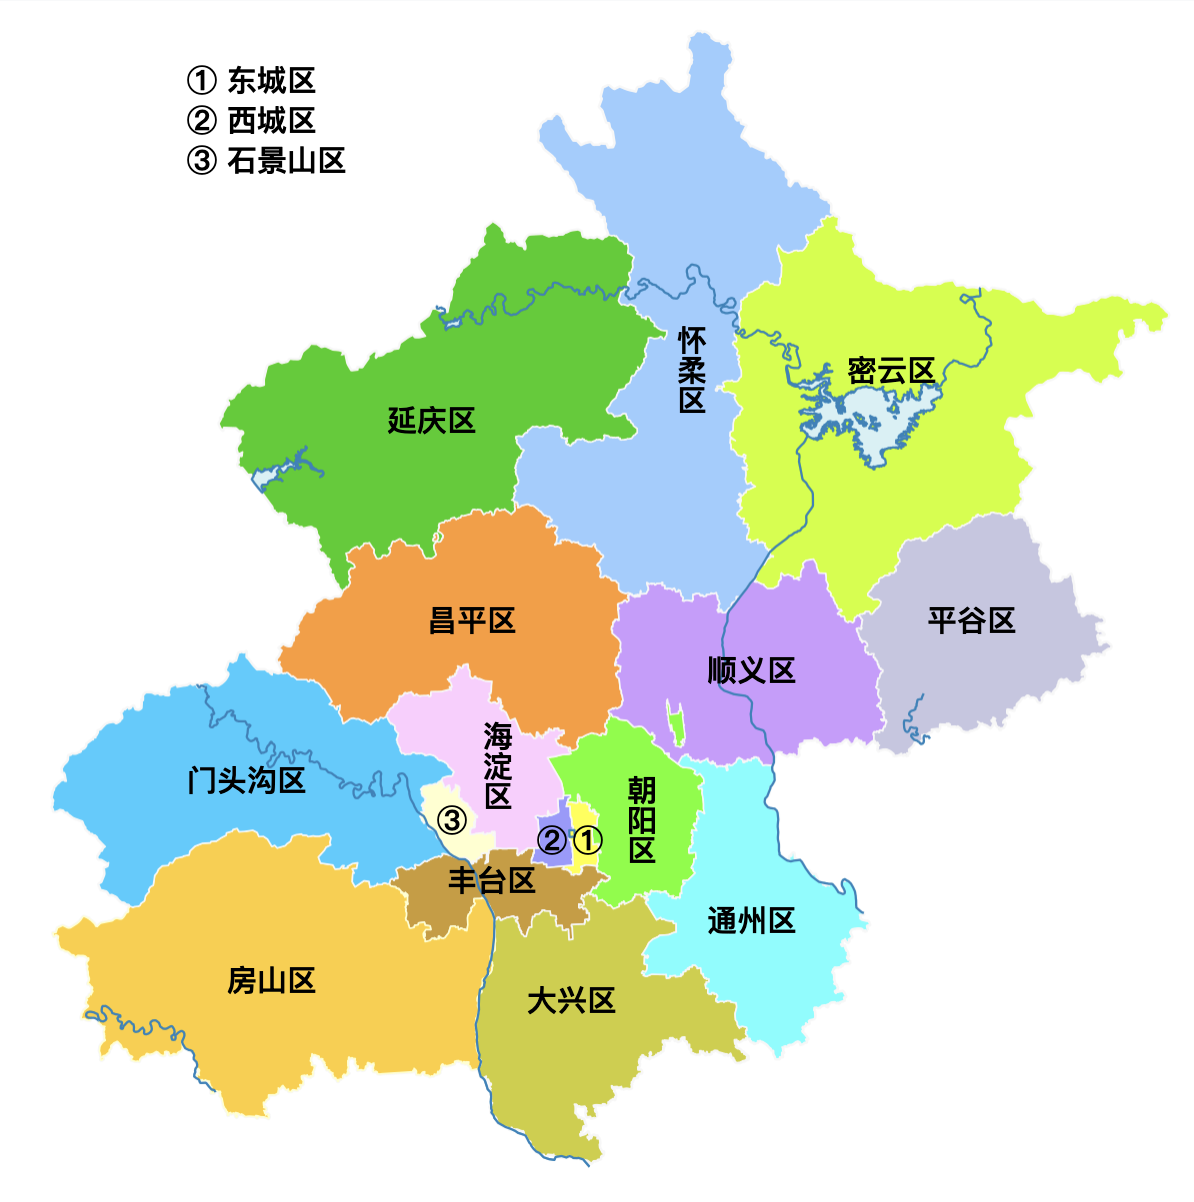 ① 东城区
② 西城区
③ 石景山区
怀柔区
密云区
延庆区
昌平区
平谷区
顺义区
海淀区
门头沟区
朝阳区
③
②
①
丰台区
通州区
房山区
大兴区